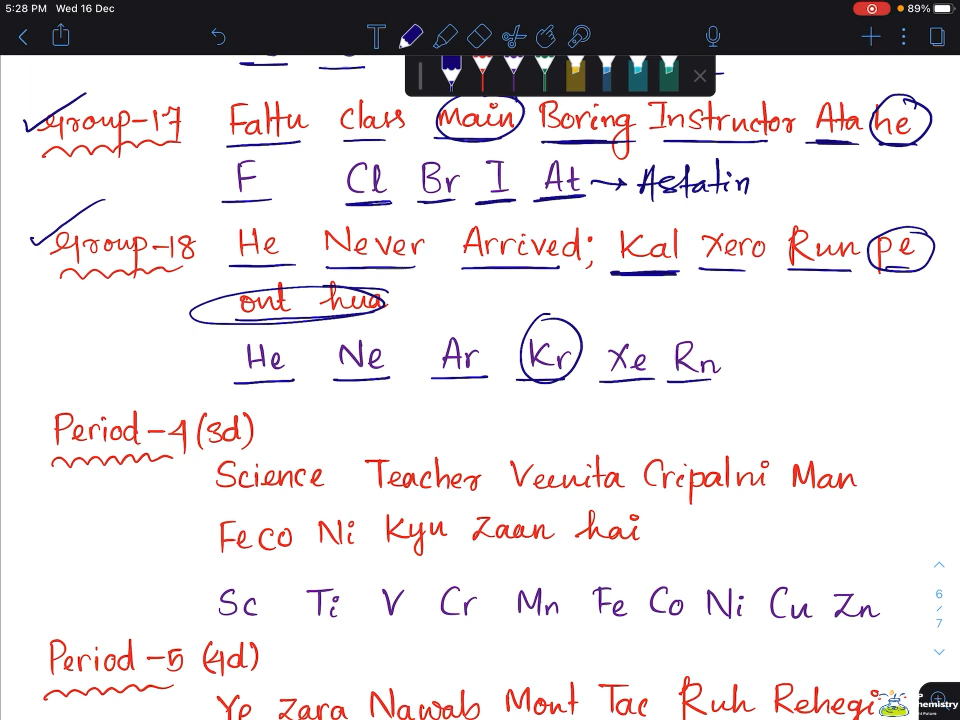 5:28 PM Wed 16 Dec
89%
Group-17 Faltu class main Boring Instructor Ata he
F Cl Br I At → Astatin
Group-18 He Never Arrived; Kal Xero Run pe
out hua
He Ne Ar Kr Xe Rn
Period-4 (3d)
Science Teacher Veenita Cripalni Man
Feco Ni Kyu Zaan hai
Sc Ti V Cr Mn Fe Co Ni Cu Zn
6
/
7
Period-5 (4d)
Ye Zara Nawab Mont Tac Ruh Rehegi